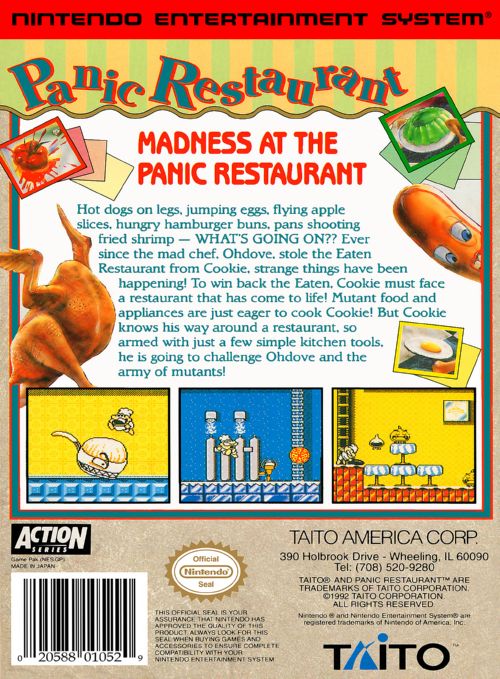 NINTENDO ENTERTAINMENT SYSTEM®
Panic Restaurant
MADNESS AT THE
PANIC RESTAURANT
Hot dogs on legs, jumping eggs, flying apple
slices, hungry hamburger buns, pans shooting
fried shrimp — WHAT'S GOING ON?? Ever
since the mad chef, Ohdove, stole the Eaten
Restaurant from Cookie, strange things have been
happening! To win back the Eaten, Cookie must face
a restaurant that has come to life! Mutant food and
appliances are just eager to cook Cookie! But Cookie
knows his way around a restaurant, so
armed with just a few simple kitchen tools,
he is going to challenge Ohdove and the
army of mutants!
ACTION
SERIES
Game Pak (NES-GP)
MADE IN JAPAN
Official
Nintendo®
Seal
THIS OFFICIAL SEAL IS YOUR
ASSURANCE THAT NINTENDO HAS
APPROVED THE QUALITY OF THIS
PRODUCT. ALWAYS LOOK FOR THIS
SEAL WHEN BUYING GAMES AND
ACCESSORIES TO ENSURE COMPLETE
COMPATIBILITY WITH YOUR
NINTENDO ENTERTAINMENT SYSTEM
TAITO AMERICA CORP.
390 Holbrook Drive - Wheeling, IL 60090
Tel: (708) 520-9280
TAITO® AND PANIC RESTAURANT™ ARE
TRADEMARKS OF TAITO CORPORATION.
©1992 TAITO CORPORATION.
ALL RIGHTS RESERVED
Nintendo ® and Nintendo Entertainment System® are
registered trademarks of Nintendo of America, Inc.
TAITO™
0 20588 01052 9